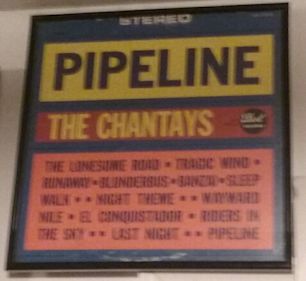 STEREO
PIPELINE
THE CHANTAYS
Dot
THE LONESOME ROAD • TRAGIC WIND •
RUNAWAY • BLUNDERBUS • BANZAI • SLEEP
WALK • • NIGHT THEME • • WAYWARD
NILE • EL CONQUISTADOR • RIDERS IN
THE SKY • • LAST NIGHT • • PIPELINE